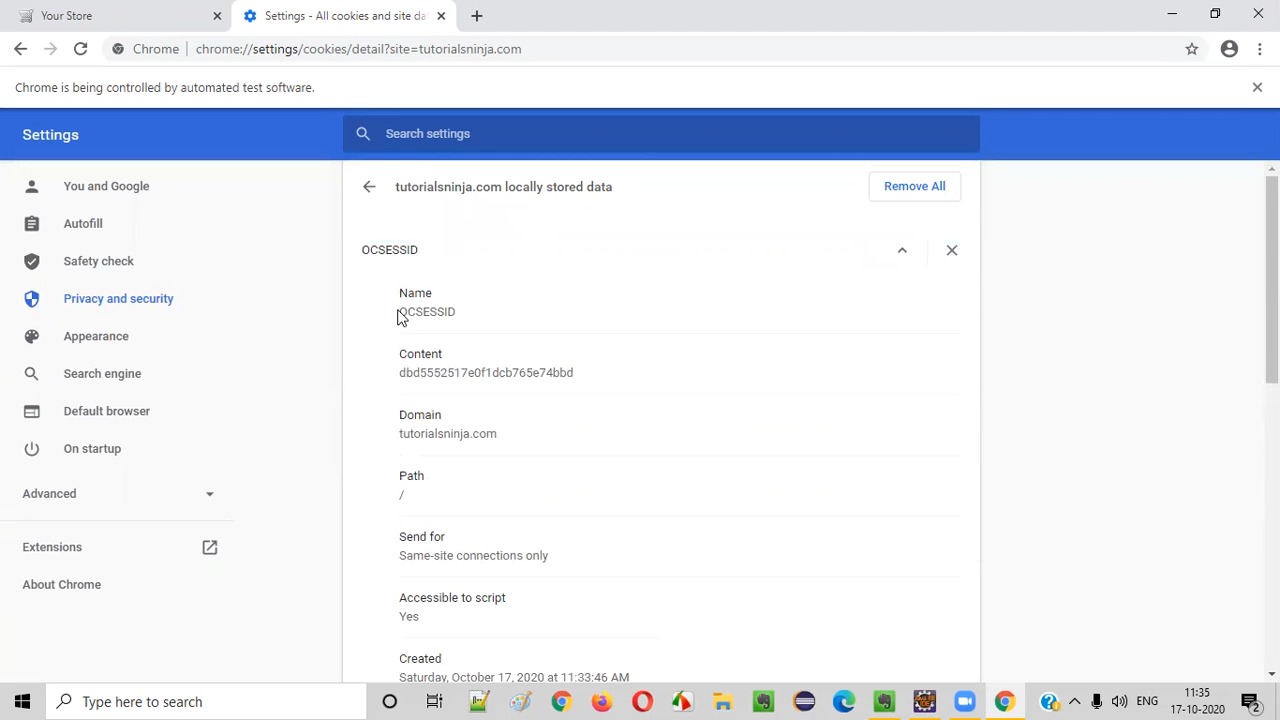 Your Store
Settings - All cookies and site da
Chrome
chrome://settings/cookies/detail?site=tutorialsninja.com
Chrome is being controlled by automated test software.
Settings
Search settings
You and Google
Autofill
Safety check
Privacy and security
Appearance
Search engine
Default browser
On startup
Advanced
Extensions
About Chrome
tutorialsninja.com locally stored data
Remove All
OCSESSID
Name
OCSESSID
Content
dbd5552517e0f1dcb765e74bbd
Domain
tutorialsninja.com
Path
/
Send for
Same-site connections only
Accessible to script
Yes
Created
Saturday, October 17, 2020 at 11:33:46 AM
Type here to search
ENG
11:35
17-10-2020
2